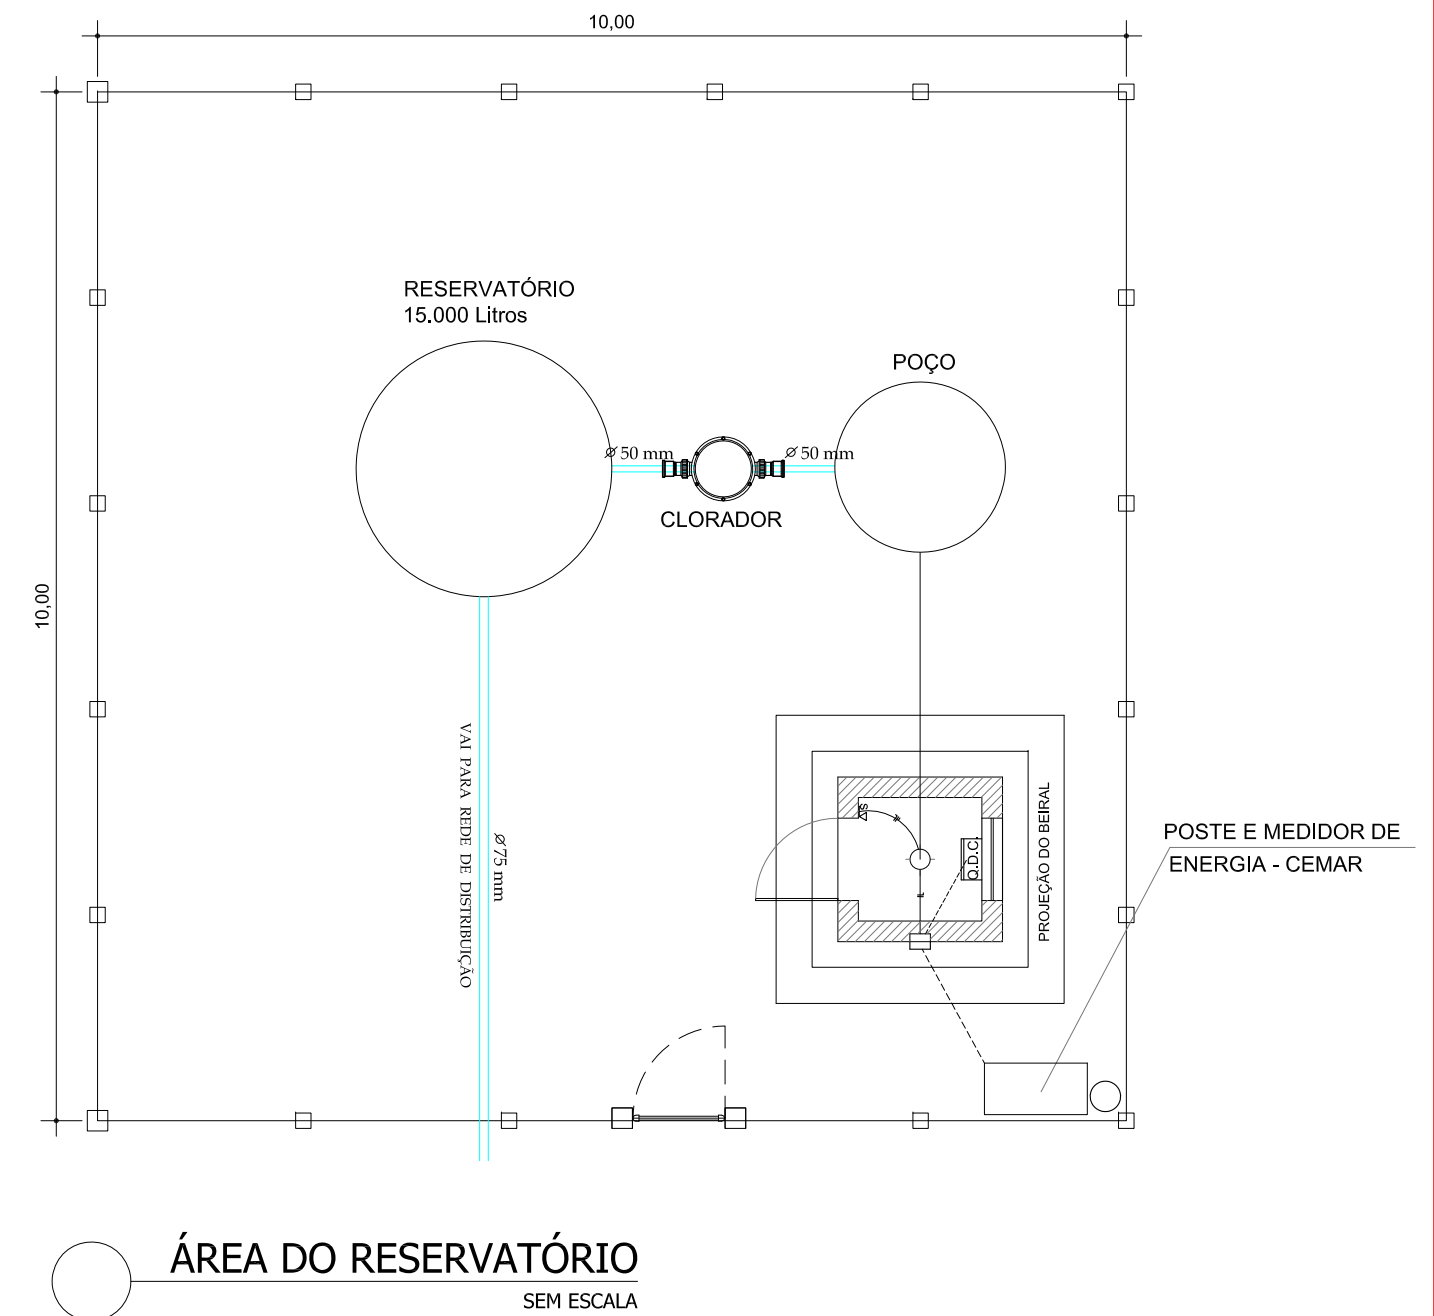 10,00
RESERVATÓRIO
15.000 Litros
POÇO
⌀ 50 mm
⌀ 50 mm
CLORADOR
10,00
VAI PARA REDE DE DISTRIBUIÇÃO
⌀75 mm
S
Q.D.C.
PROJEÇÃO DO BEIRAL
POSTE E MEDIDOR DE
ENERGIA - CEMAR
ÁREA DO RESERVATÓRIO
SEM ESCALA